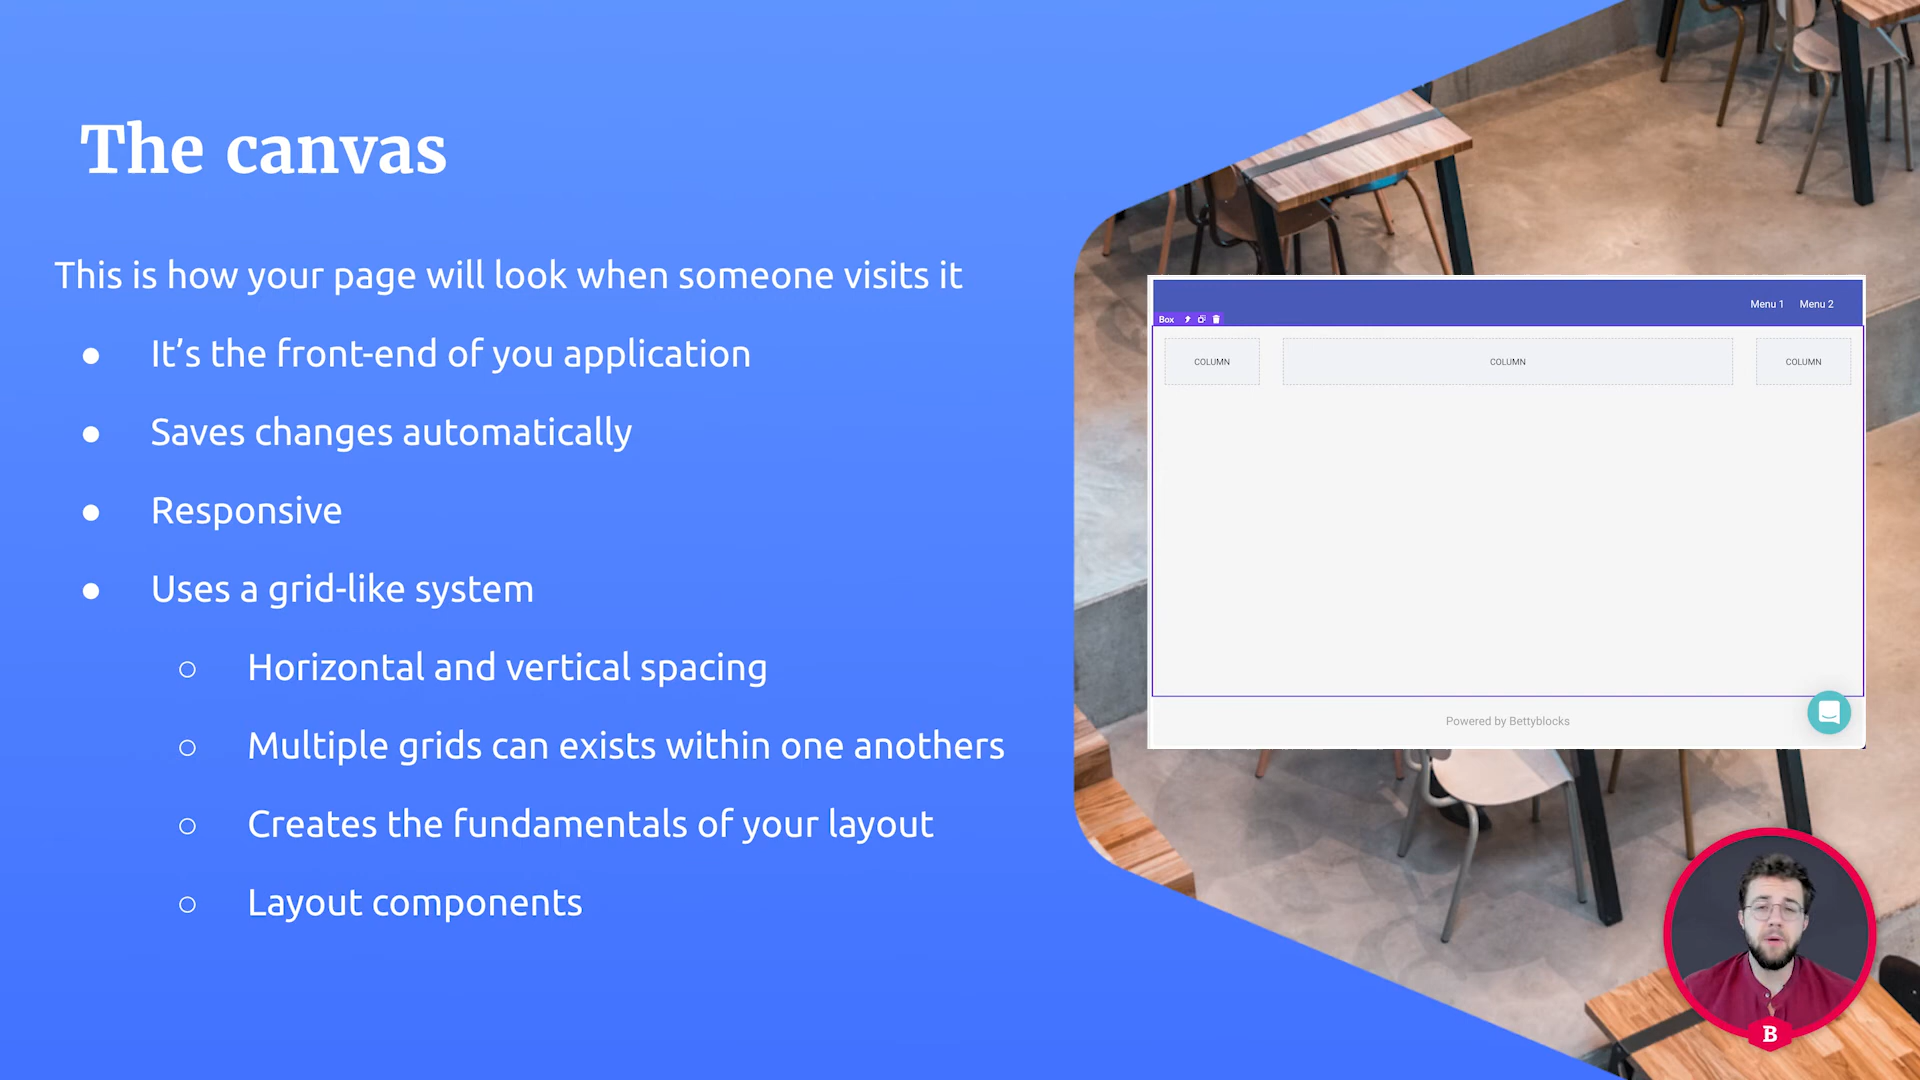 The canvas
This is how your page will look when someone visits it
● It’s the front-end of you application
● Saves changes automatically
● Responsive
● Uses a grid-like system
○ Horizontal and vertical spacing
○ Multiple grids can exists within one anothers
○ Creates the fundamentals of your layout
○ Layout components
Menu 1 Menu 2
Box
COLUMN COLUMN COLUMN
Powered by Bettyblocks
B